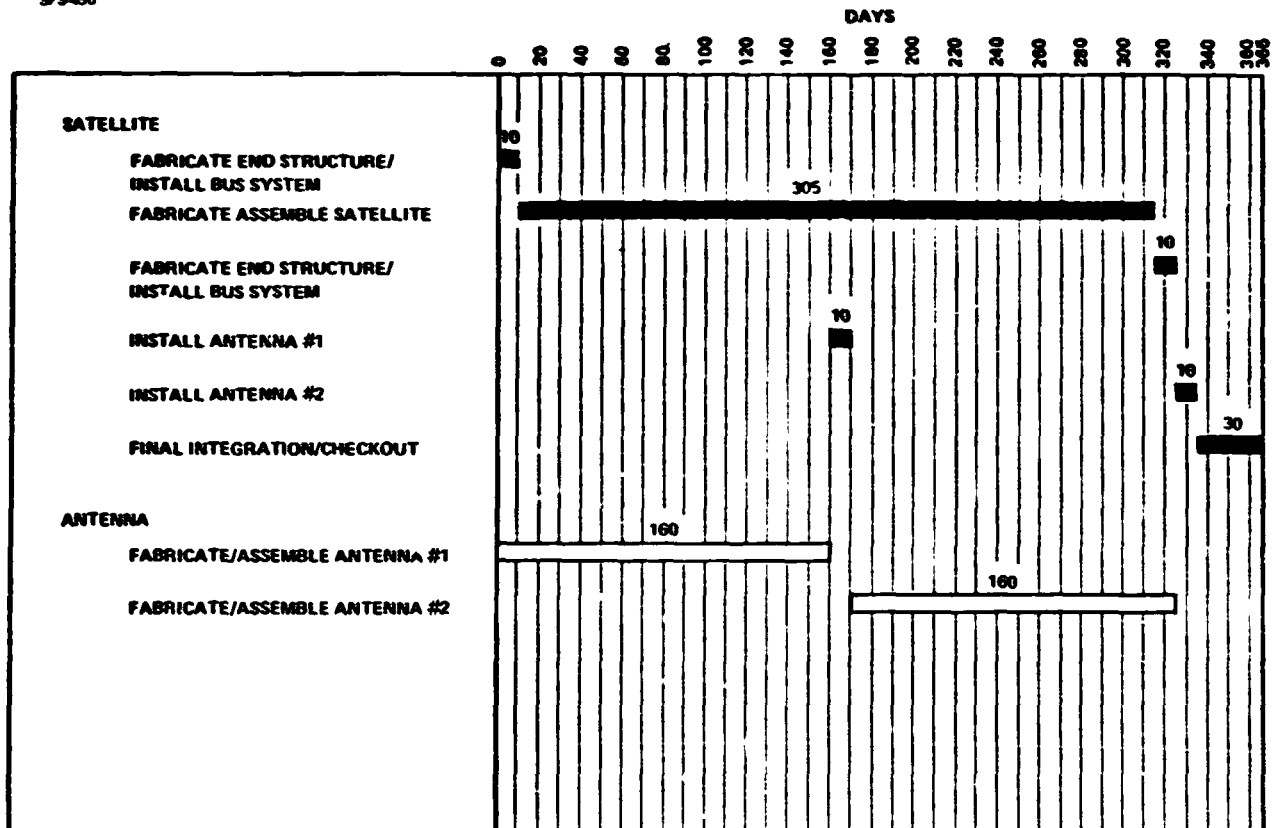 DAYS
0 20 40 60 80. 100 120 140 160 180 200 220 240 260 280 300 320 340 360 366
SATELLITE
10
FABRICATE END STRUCTURE/
INSTALL BUS SYSTEM
305
FABRICATE ASSEMBLE SATELLITE
10
FABRICATE END STRUCTURE/
INSTALL BUS SYSTEM
10
INSTALL ANTENNA #1
10
INSTALL ANTENNA #2
30
FINAL INTEGRATION/CHECKOUT
ANTENNA
160
FABRICATE/ASSEMBLE ANTENNA #1
160
FABRICATE/ASSEMBLE ANTENNA #2